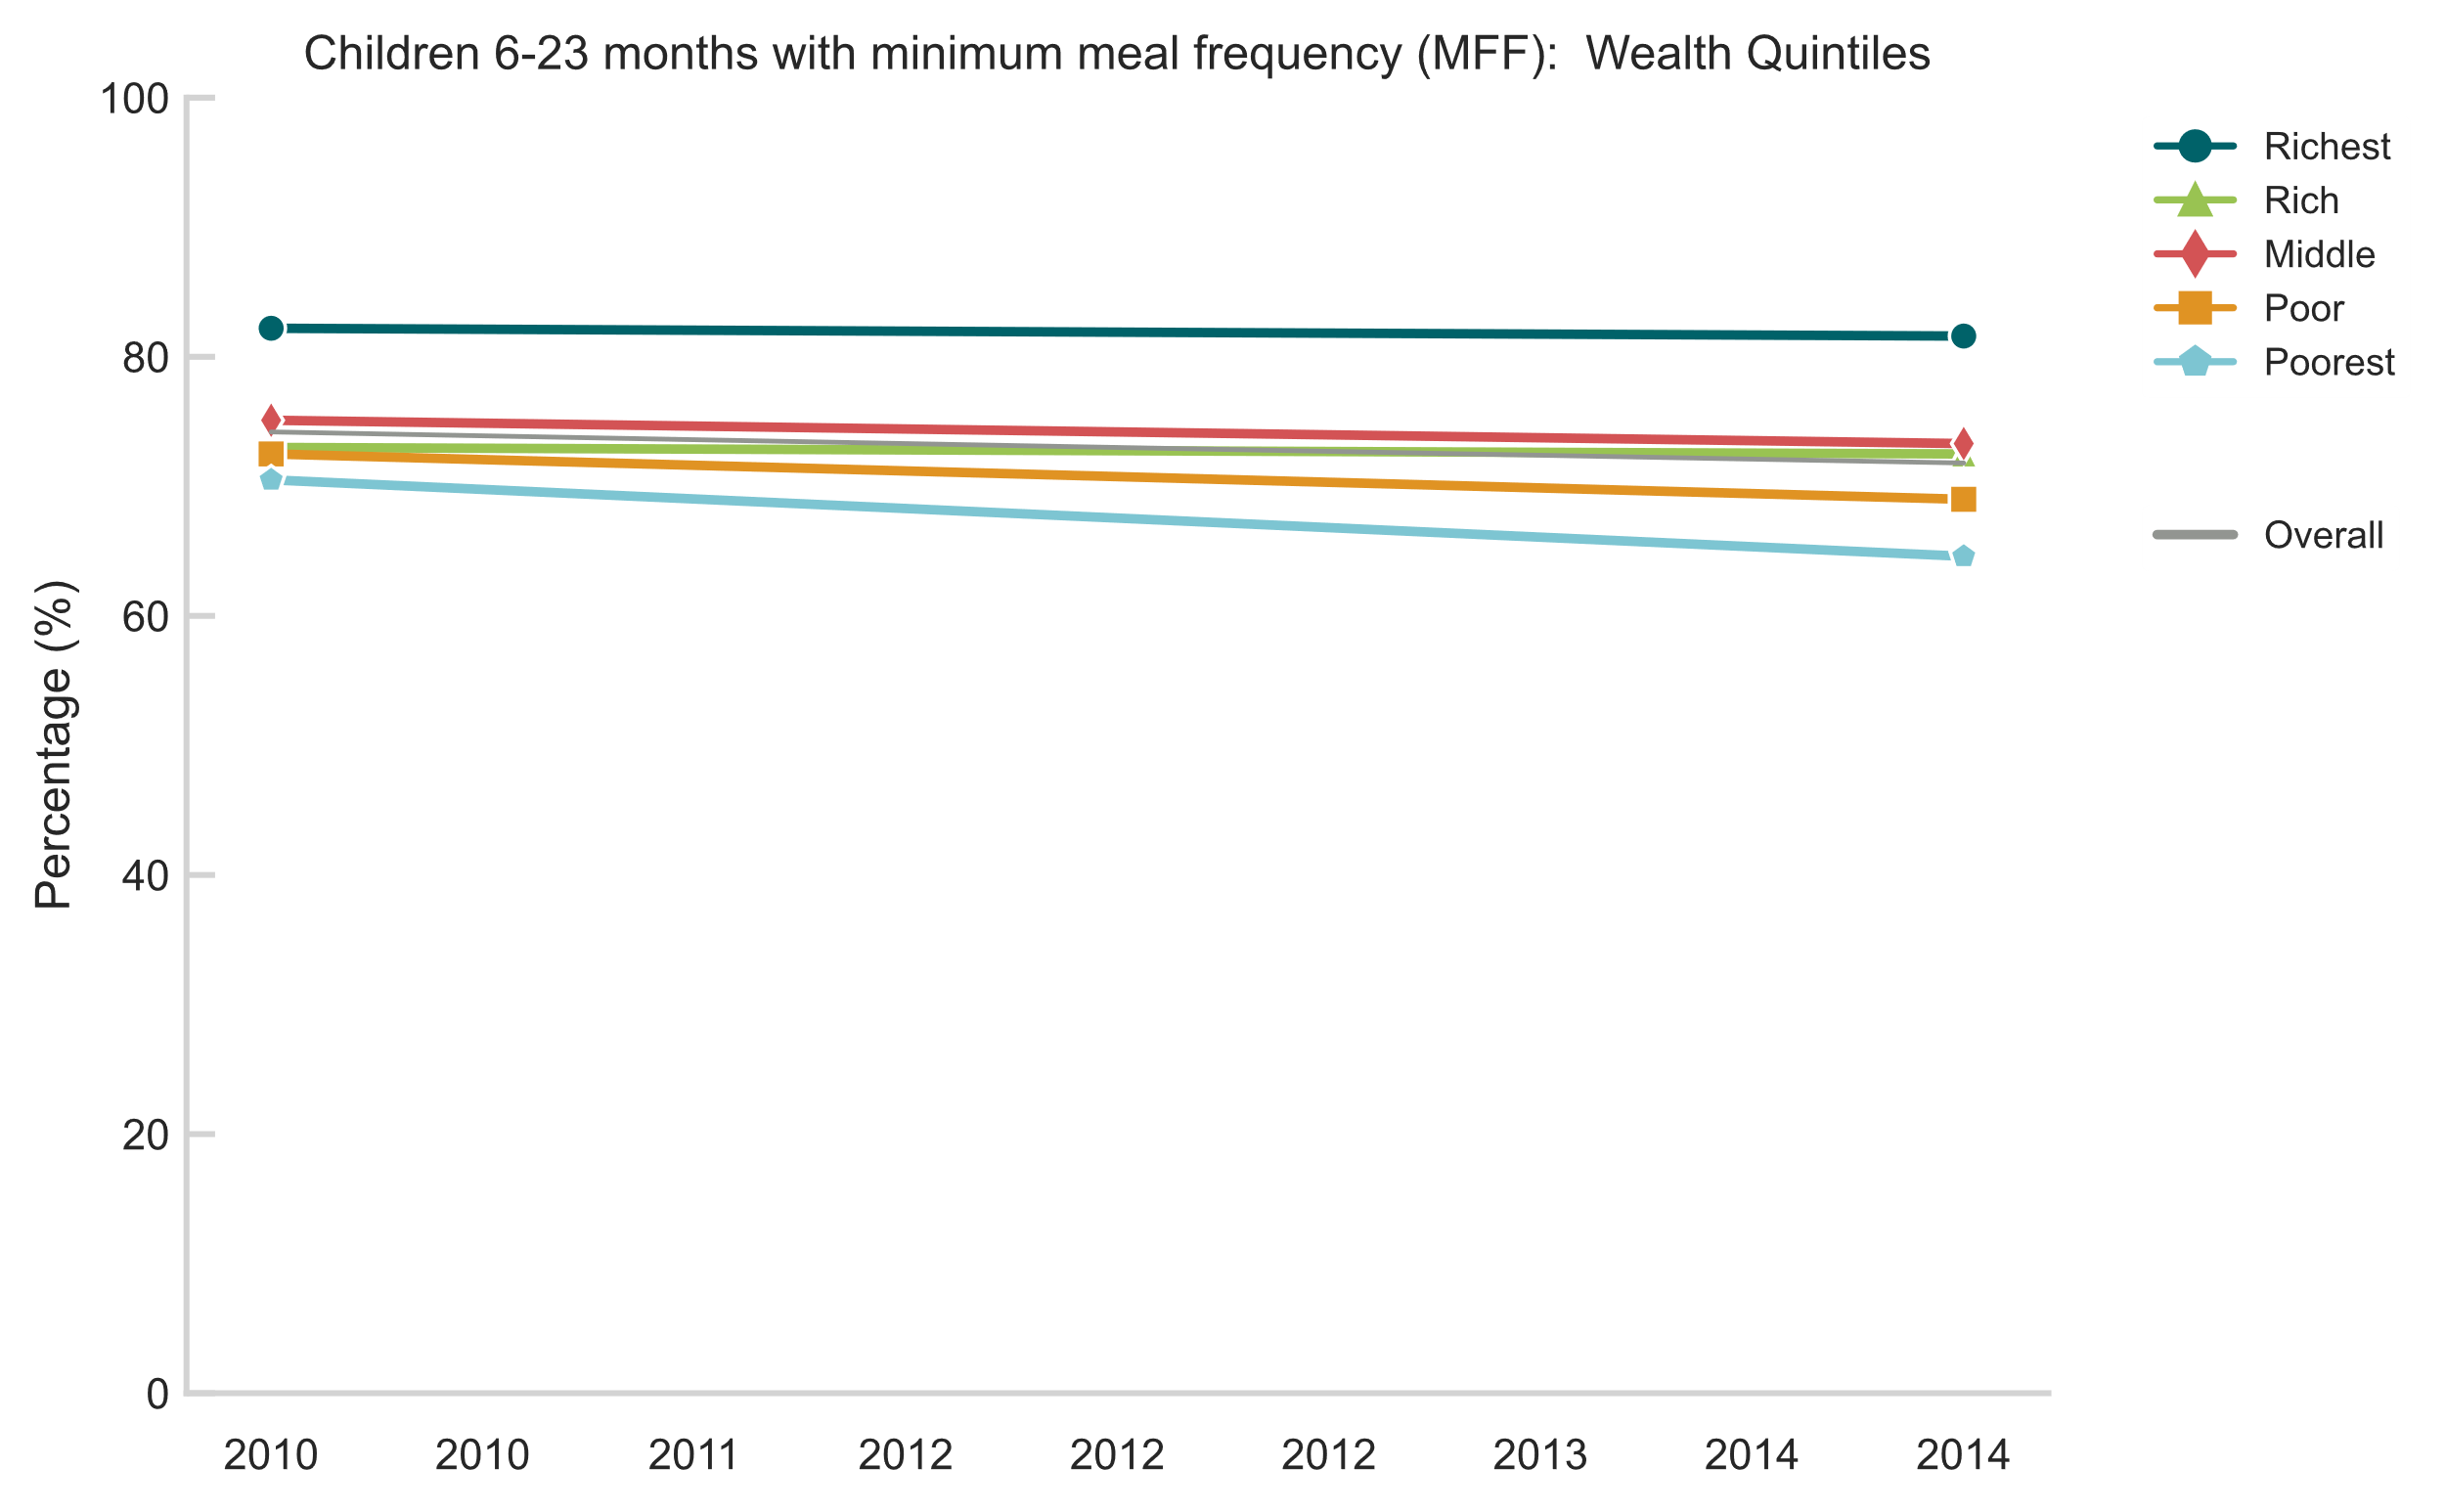 Children 6-23 months with minimum meal frequency (MFF):  Wealth Quintiles
Percentage (%)
100
80
60
40
20
0
2010 2010 2011 2012 2012 2012 2013 2014 2014
Richest
Rich
Middle
Poor
Poorest
Overall